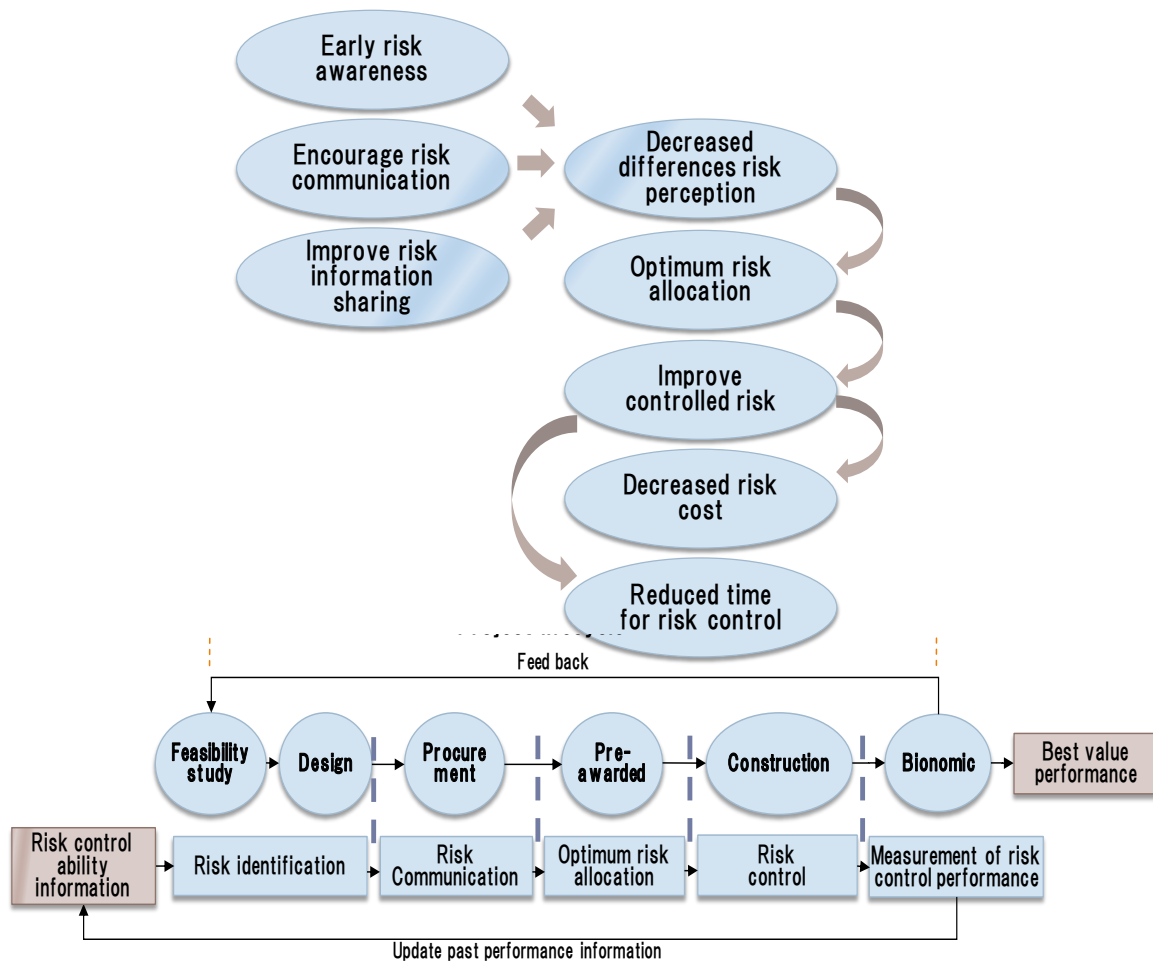 Early risk
awareness
Encourage risk
communication
Improve risk
information
sharing
Decreased
differences risk
perception
Optimum risk
allocation
Improve
controlled risk
Decreased risk
cost
Reduced time
for risk control
Feed back
Feasibility
study
Design
Procure
ment
Pre-
awarded
Construction
Bionomic
Best value
performance
Risk control
ability
information
Risk identification
Risk
Communication
Optimum risk
allocation
Risk
control
Measurement of risk
control performance
Update past performance information